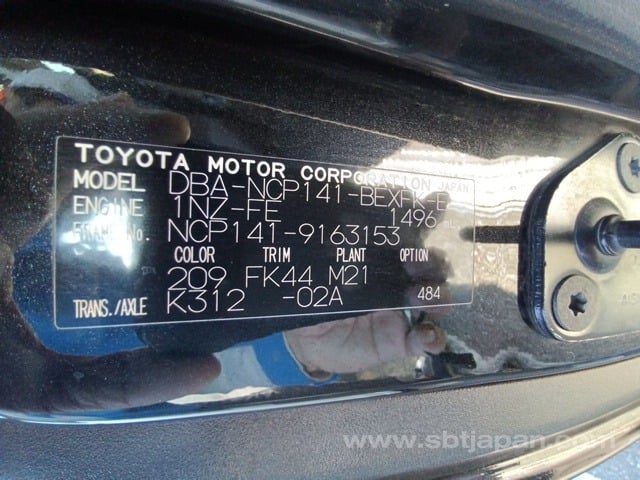 TOYOTA MOTOR CORPORATION JAPAN
MODEL DBA-NCP141-BEXFK-E
ENGINE 1NZ-FE 1496
FRAME NO. NCP141-9163153
COLOR TRIM PLANT OPTION
209 FK44 M21
TRANS./AXLE K312 -02A 484
www.sbtjapan.com